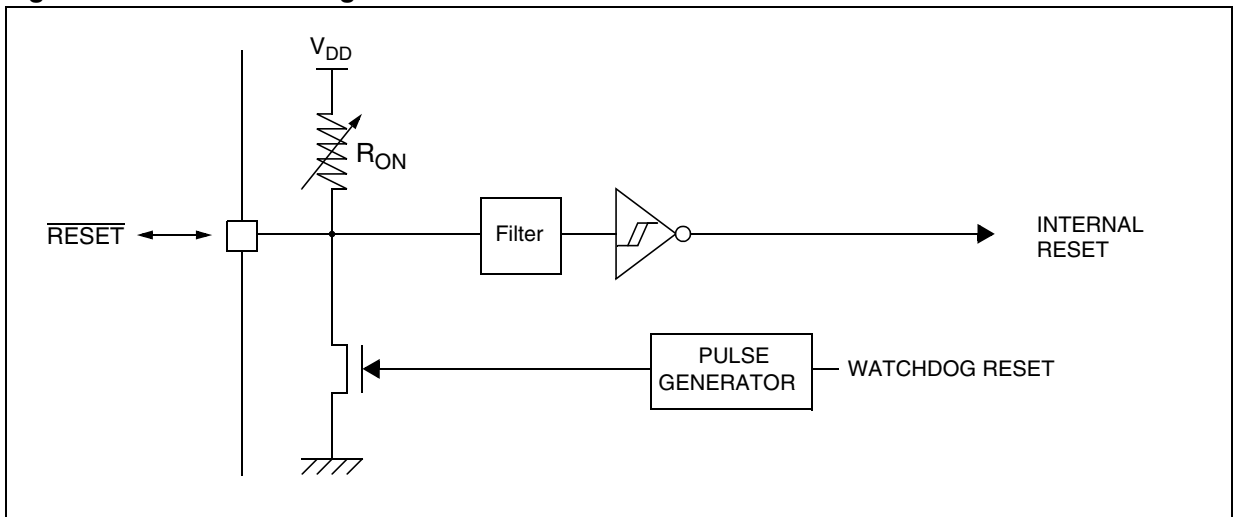 V_DD
R_ON
RESET
Filter
INTERNAL
RESET
PULSE
GENERATOR
WATCHDOG RESET